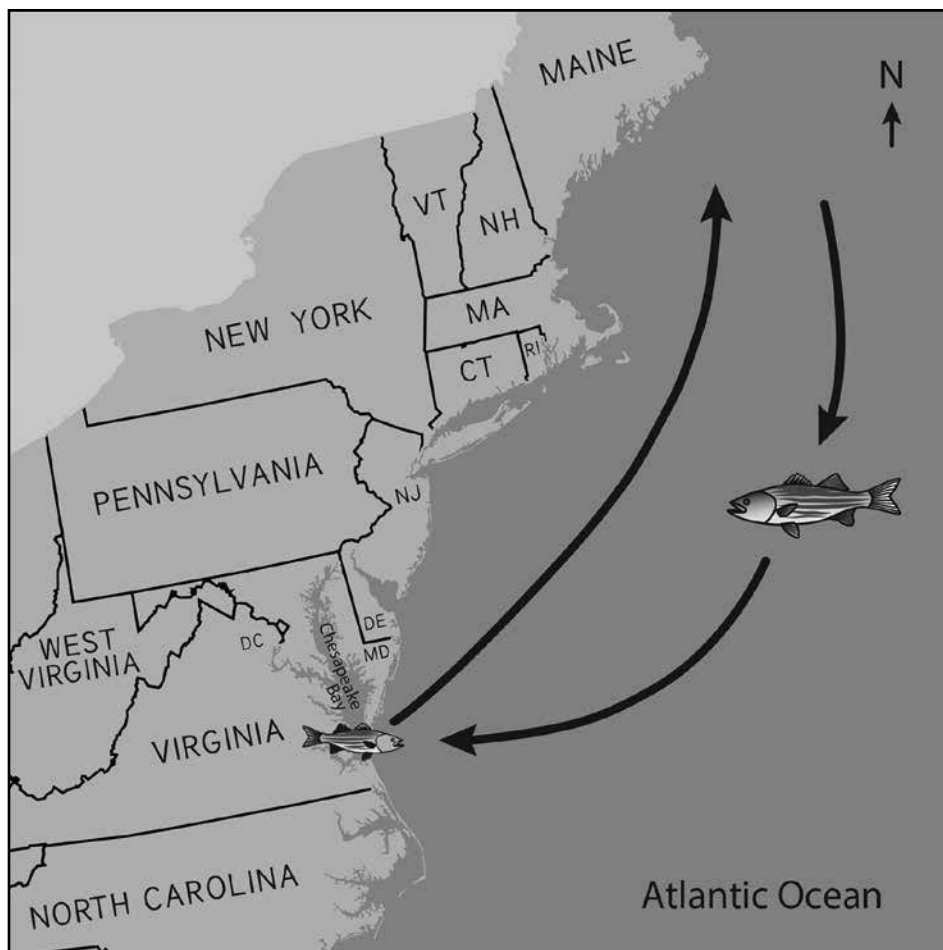 MAINE
N
VT
NH
NEW YORK
MA
CT
RI
PENNSYLVANIA
NJ
WEST
VIRGINIA
DC
DE
MD
Chesapeake
Bay
VIRGINIA
NORTH CAROLINA
Atlantic Ocean